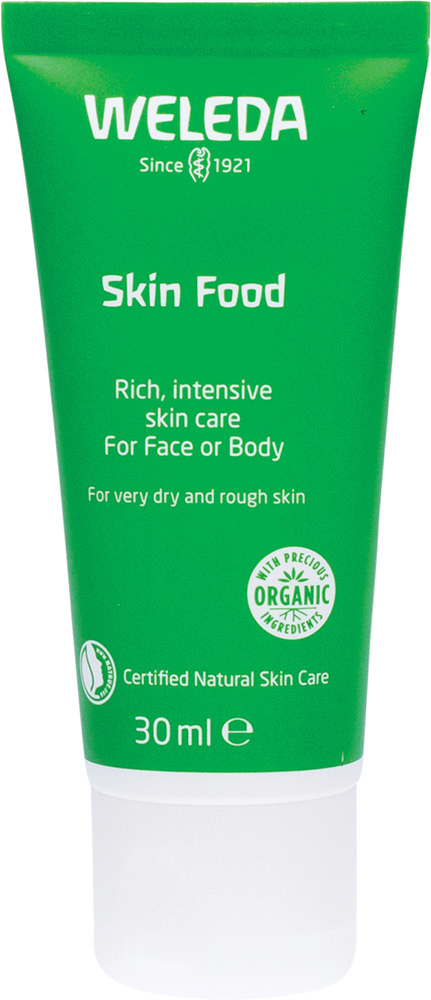 WELEDA
Since 1921
Skin Food
Rich, intensive
skin care
For Face or Body
For very dry and rough skin
WITH PRECIOUS
ORGANIC
INGREDIENTS
Certified Natural Skin Care
30 ml e